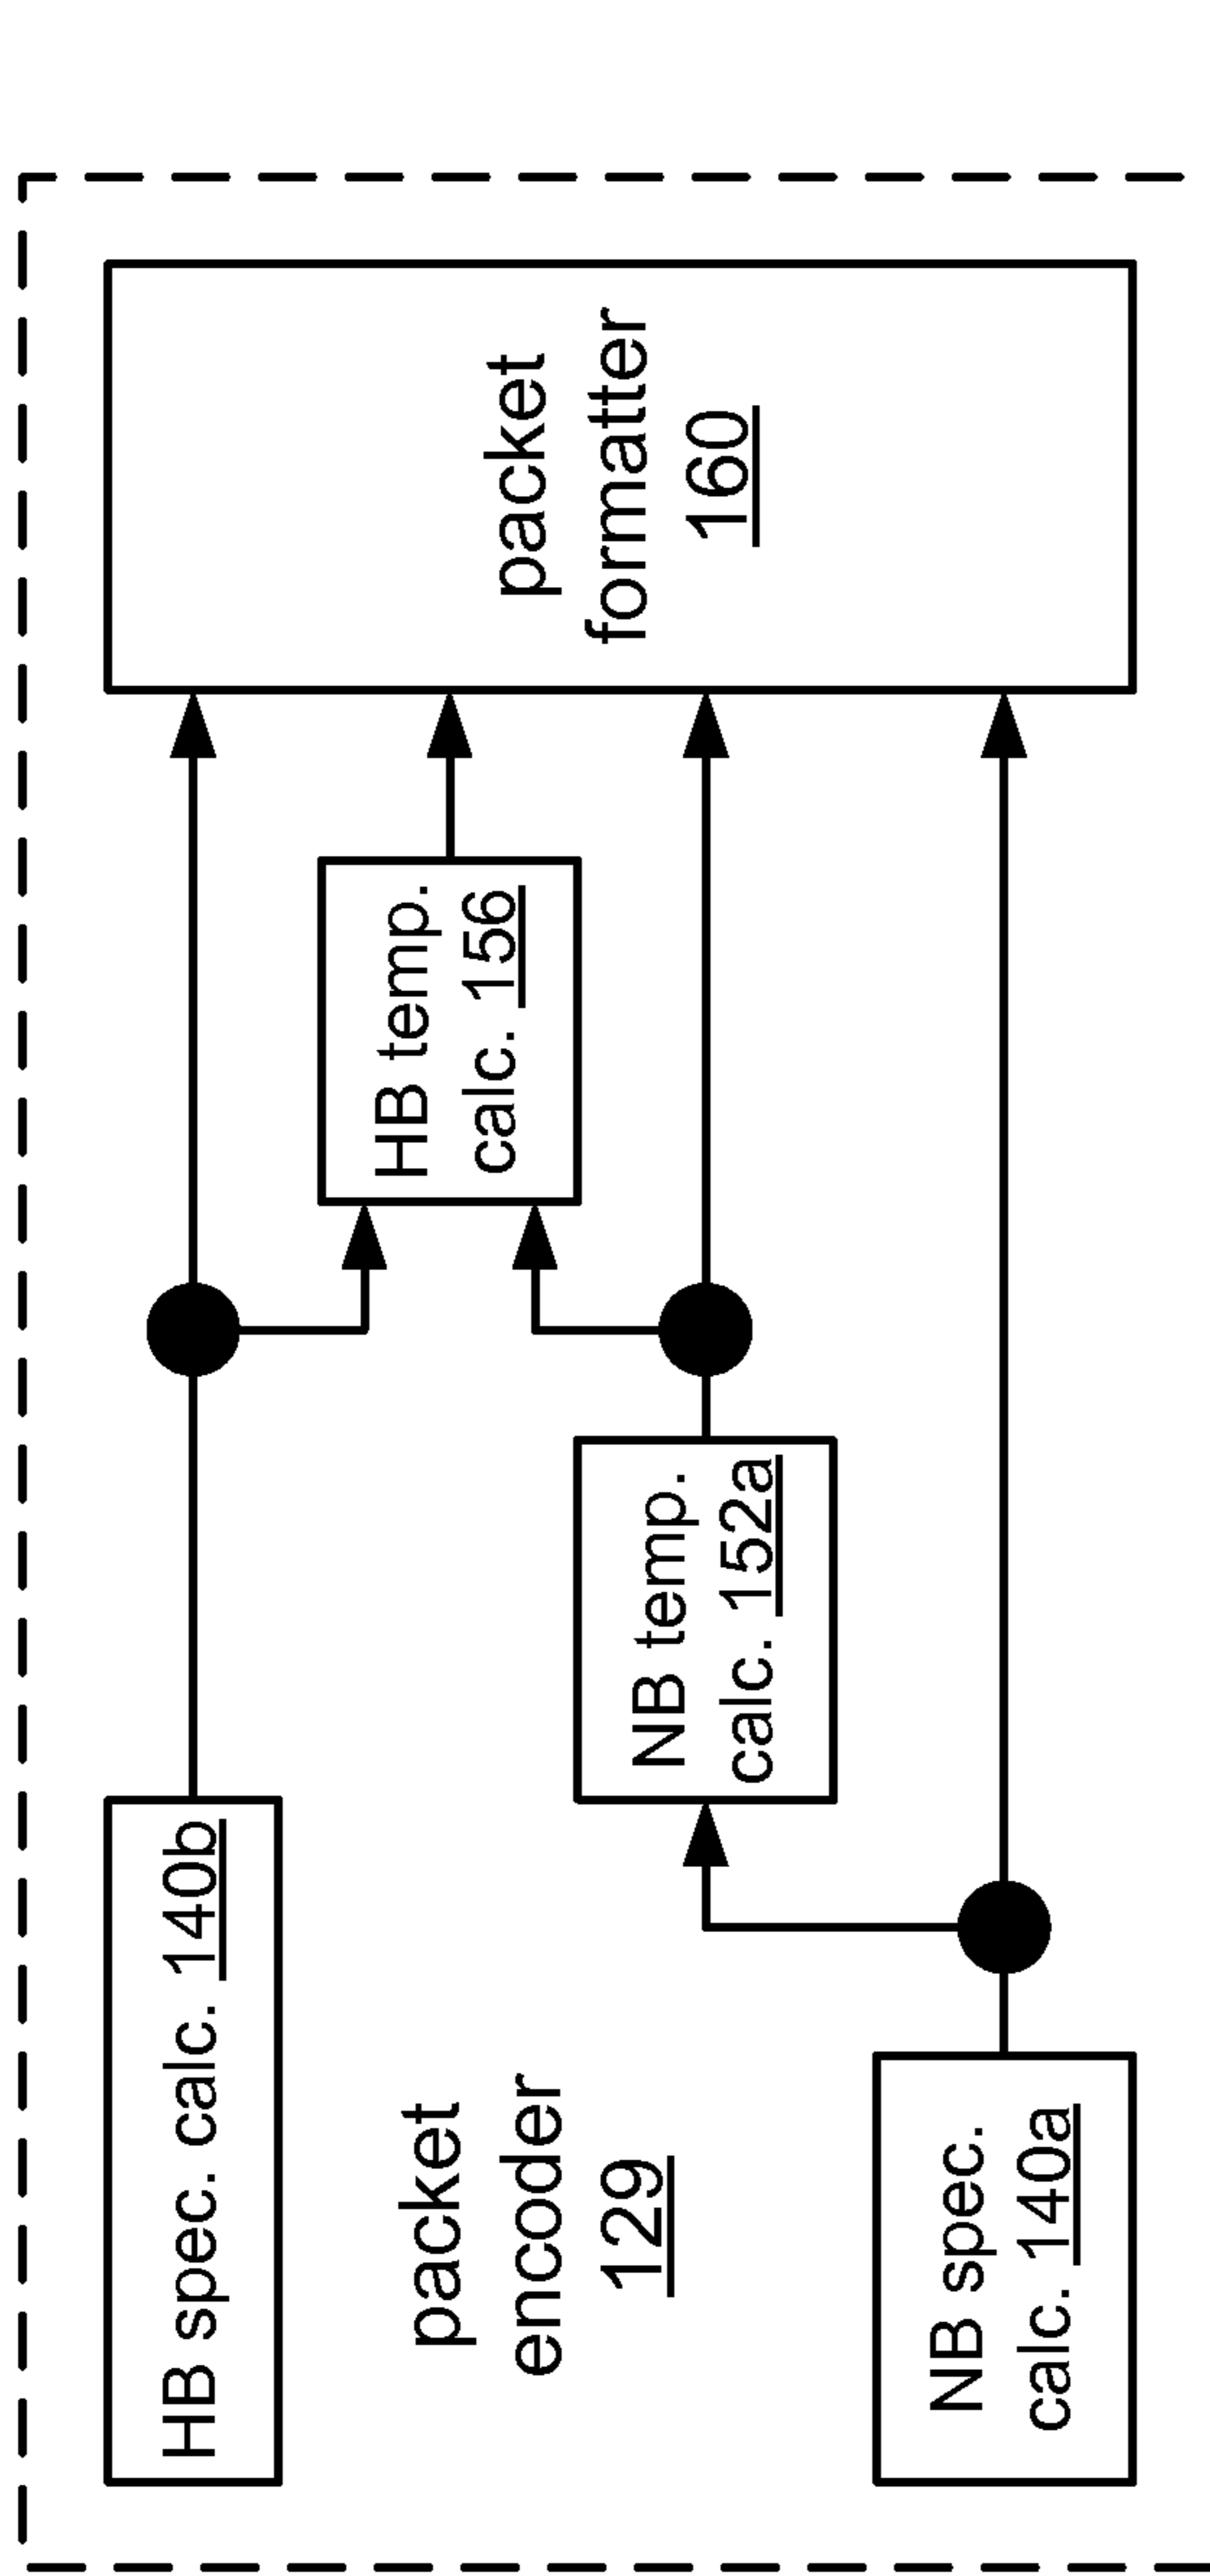 HB spec. calc. 140b
packet
encoder
129
NB spec.
calc. 140a
NB temp.
calc. 152a
HB temp.
calc. 156
packet
formatter
160